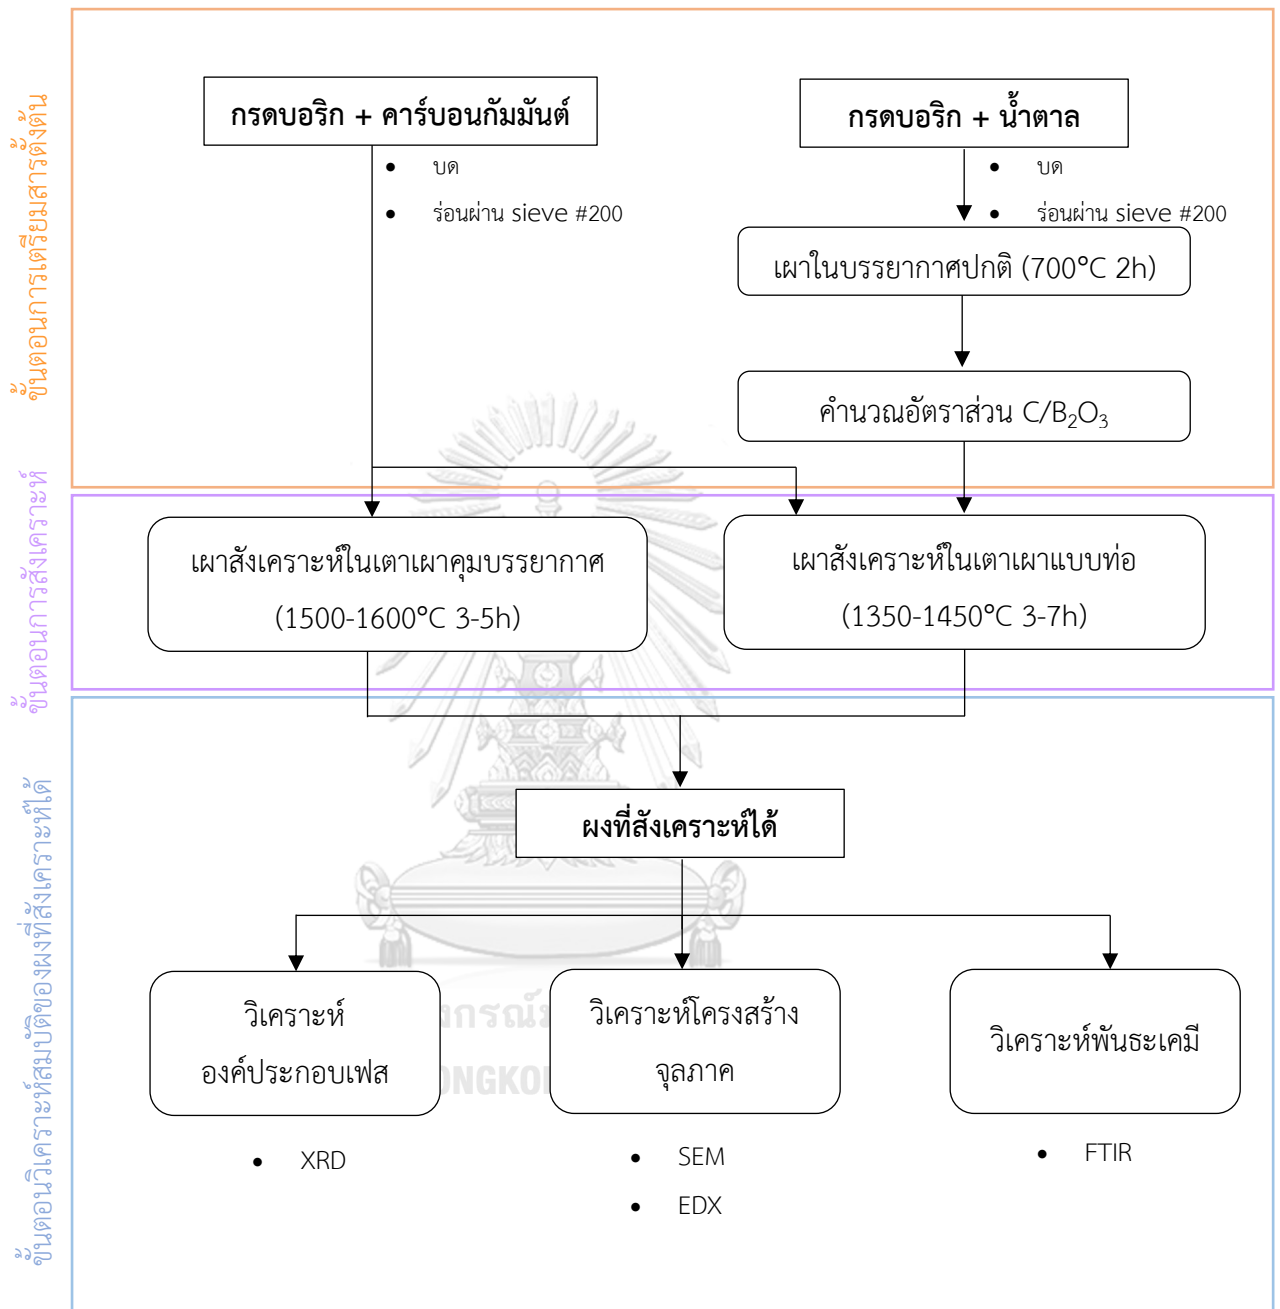 ขั้นตอนการเตรียมสารตั้งต้น
กรดบอริก + คาร์บอนกัมมันต์
• บด
• ร่อนผ่าน sieve #200
กรดบอริก + น้ำตาล
• บด
• ร่อนผ่าน sieve #200
เผาในบรรยากาศปกติ (700°C 2h)
คำนวณอัตราส่วน C/B₂O₃
ขั้นตอนการสังเคราะห์
เผาสังเคราะห์ในเตาเผาคุมบรรยากาศ
(1500-1600°C 3-5h)
เผาสังเคราะห์ในเตาเผาแบบท่อ
(1350-1450°C 3-7h)
ขั้นตอนวิเคราะห์สมบัติของผงที่สังเคราะห์ได้
ผงที่สังเคราะห์ได้
วิเคราะห์
องค์ประกอบเฟส
• XRD
วิเคราะห์โครงสร้าง
จุลภาค
• SEM
• EDX
วิเคราะห์พันธะเคมี
• FTIR